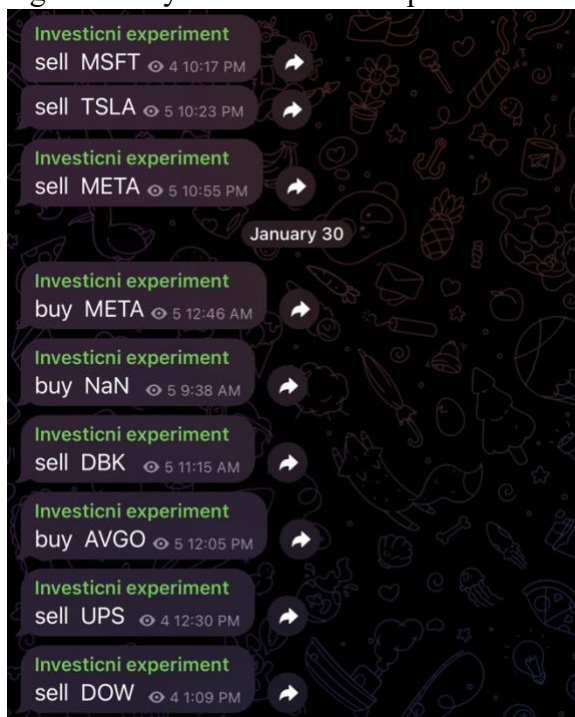 Investicni experiment
sell MSFT 4 10:17 PM
sell TSLA 5 10:23 PM
Investicni experiment
sell META 5 10:55 PM
January 30
Investicni experiment
buy META 5 12:46 AM
Investicni experiment
buy NaN 5 9:38 AM
Investicni experiment
sell DBK 5 11:15 AM
Investicni experiment
buy AVGO 5 12:05 PM
Investicni experiment
sell UPS 4 12:30 PM
Investicni experiment
sell DOW 4 1:09 PM